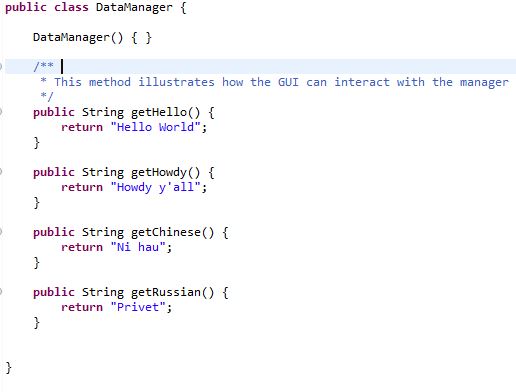 public class DataManager {
DataManager() { }
/**
* This method illustrates how the GUI can interact with the manager
*/
public String getHello() {
return "Hello World";
}
public String getHowdy() {
return "Howdy y'all";
}
public String getChinese() {
return "Ni hau";
}
public String getRussian() {
return "Privet";
}
}